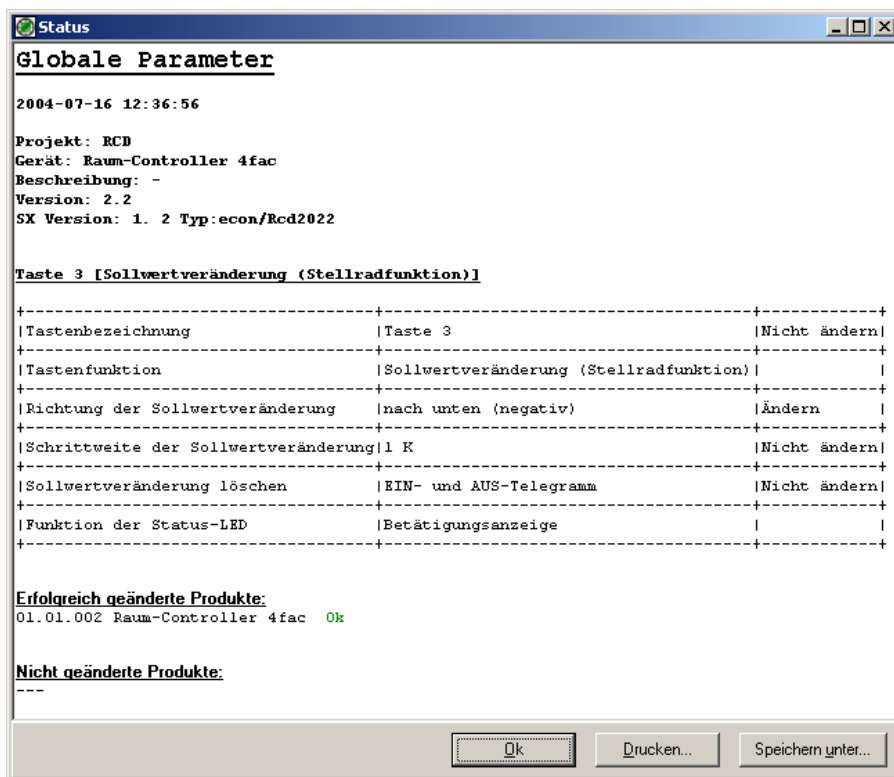 Status
Globale Parameter
2004-07-16 12:36:56
Projekt: RCD
Gerät: Raum-Controller 4fac
Beschreibung: -
Version: 2.2
SX Version: 1. 2 Typ:econ/Rcd2022
Taste 3 [Sollwertveränderung (Stellradfunktion)]
+----------------------------------+-----------------------------------+------------+
|Tastenbezeichnung |Taste 3 |Nicht ändern|
+----------------------------------+-----------------------------------+------------+
|Tastenfunktion |Sollwertveränderung (Stellradfunktion)| |
+----------------------------------+-----------------------------------+------------+
|Richtung der Sollwertveränderung |nach unten (negativ) |Ändern |
+----------------------------------+-----------------------------------+------------+
|Schrittweite der Sollwertveränderung|1 K |Nicht ändern|
+----------------------------------+-----------------------------------+------------+
|Sollwertveränderung löschen |EIN- und AUS-Telegramm |Nicht ändern|
+----------------------------------+-----------------------------------+------------+
|Funktion der Status-LED |Betätigungsanzeige | |
+----------------------------------+-----------------------------------+------------+
Erfolgreich geänderte Produkte:
01.01.002 Raum-Controller 4fac Ok
Nicht geänderte Produkte:
---
Ok Drucken... Speichern unter...